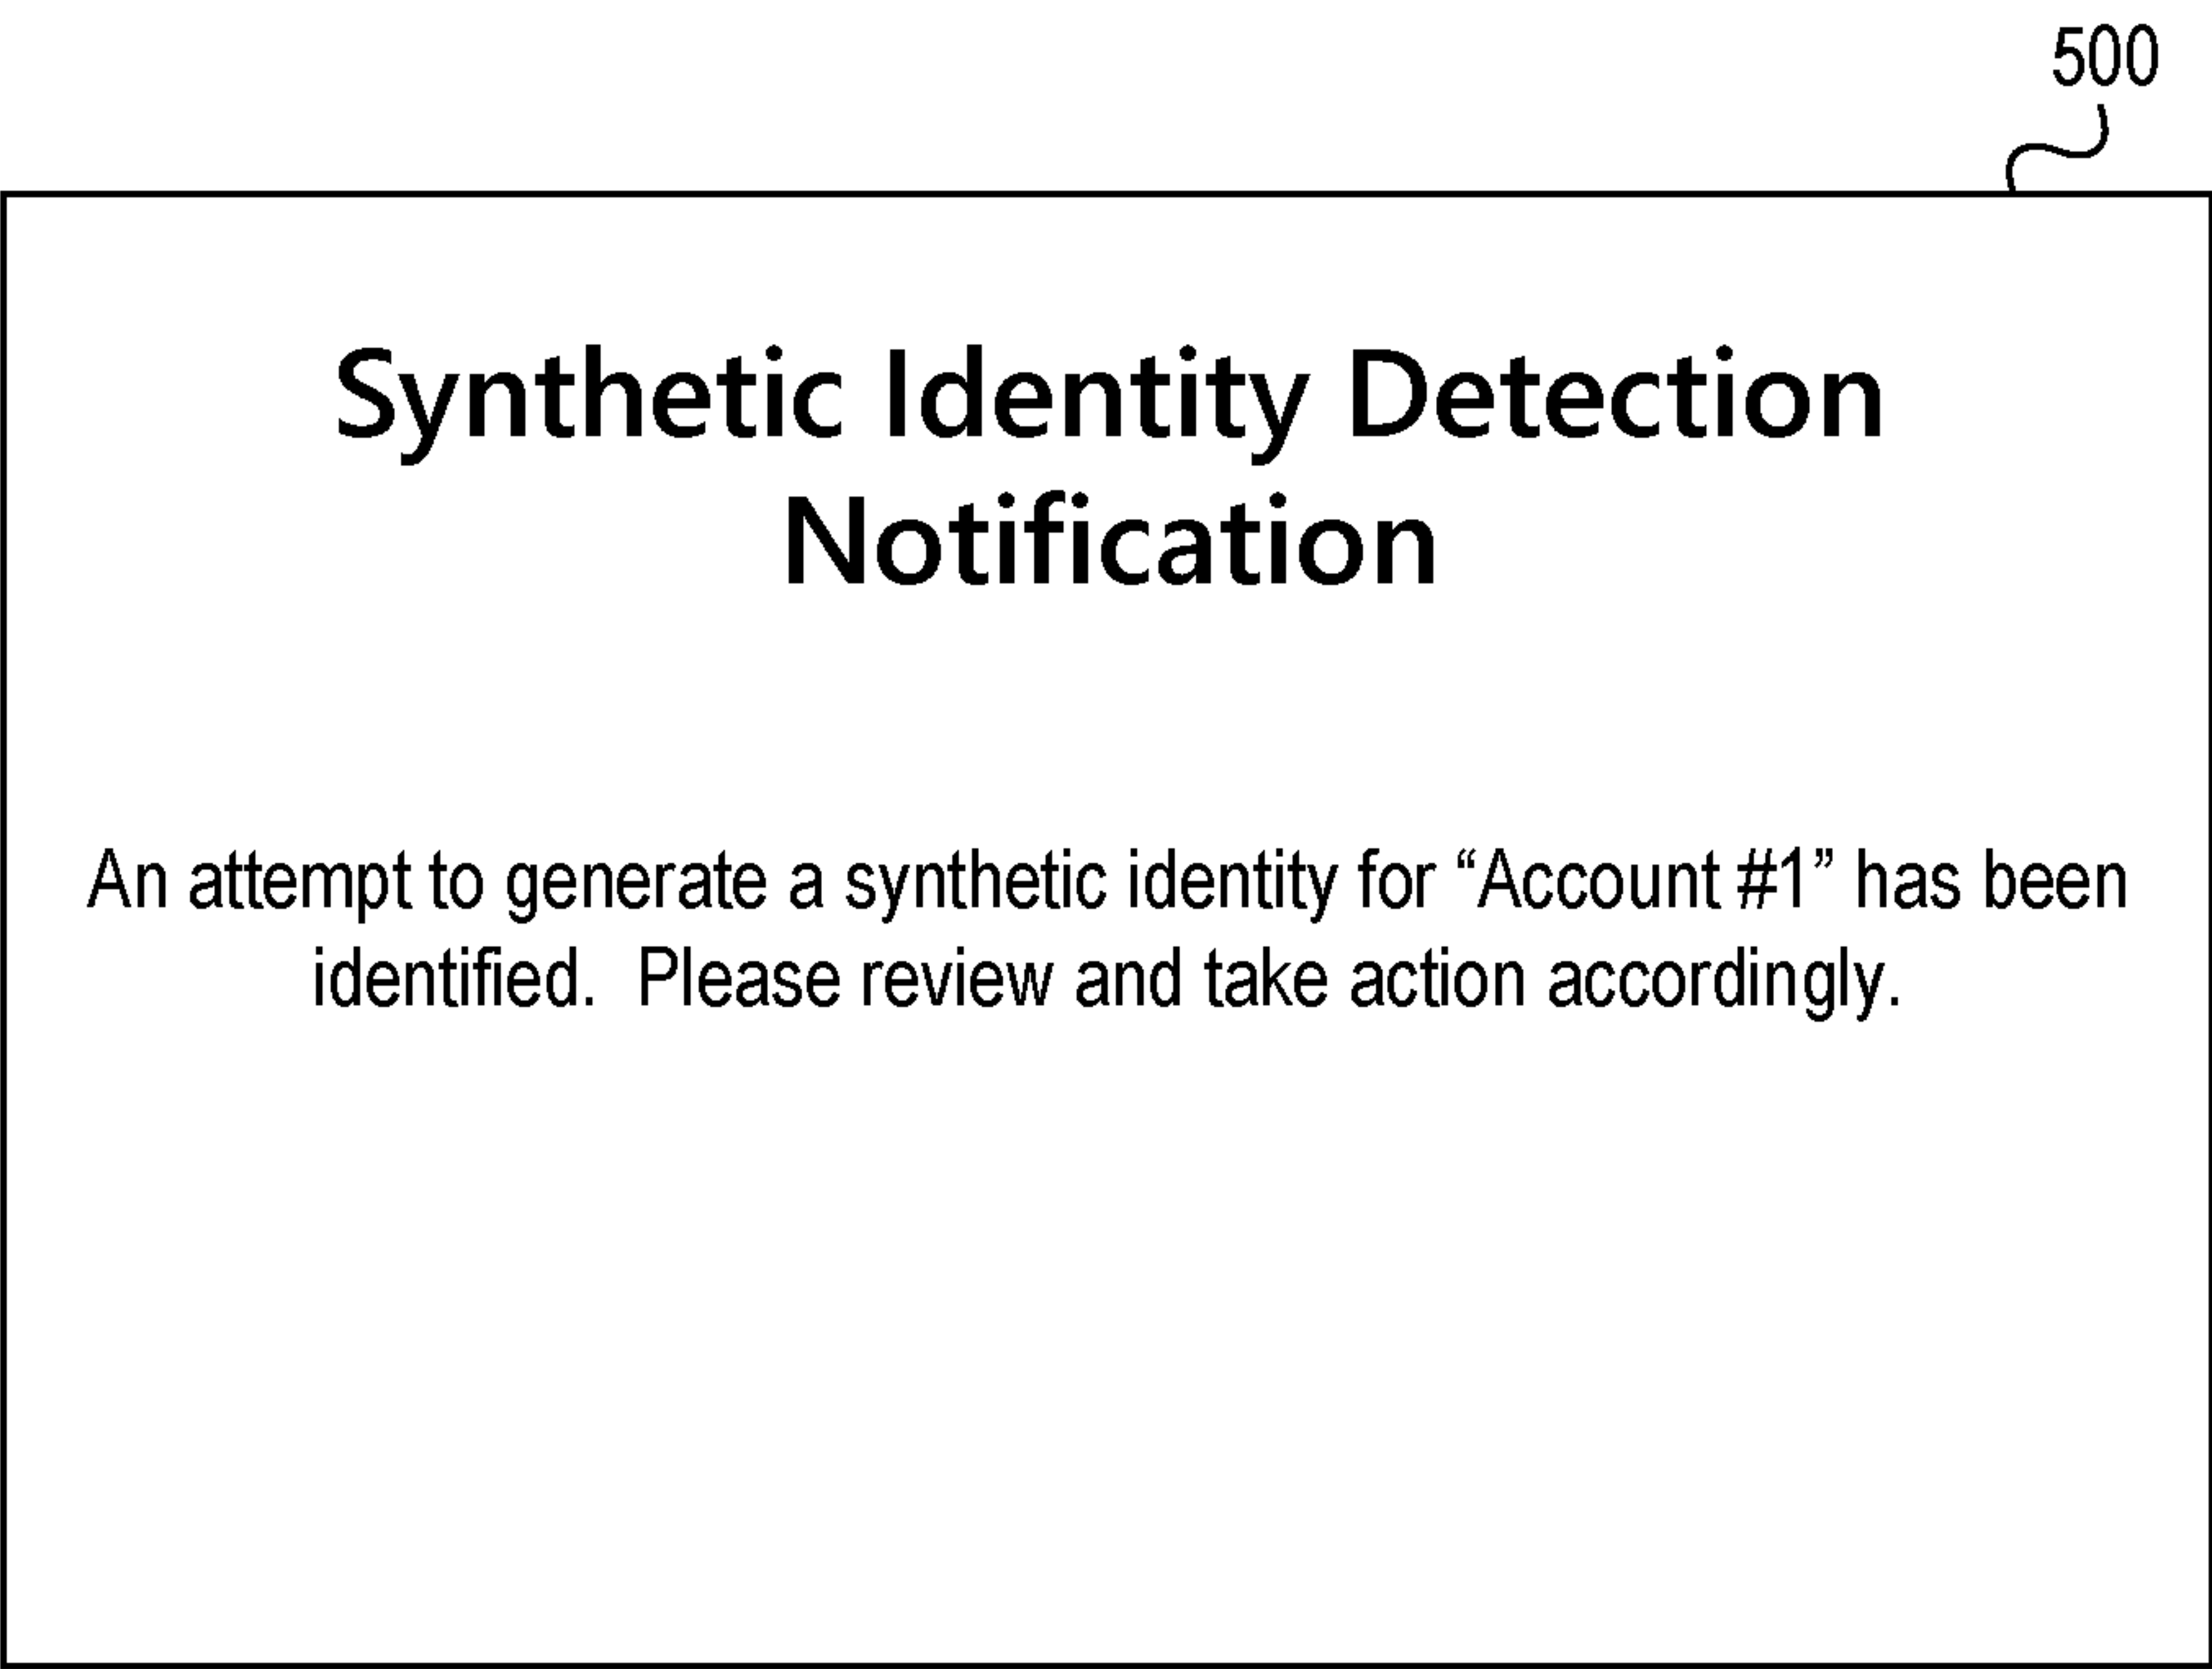 500
Synthetic Identity Detection
Notification
An attempt to generate a synthetic identity for “Account #1” has been
identified.  Please review and take action accordingly.